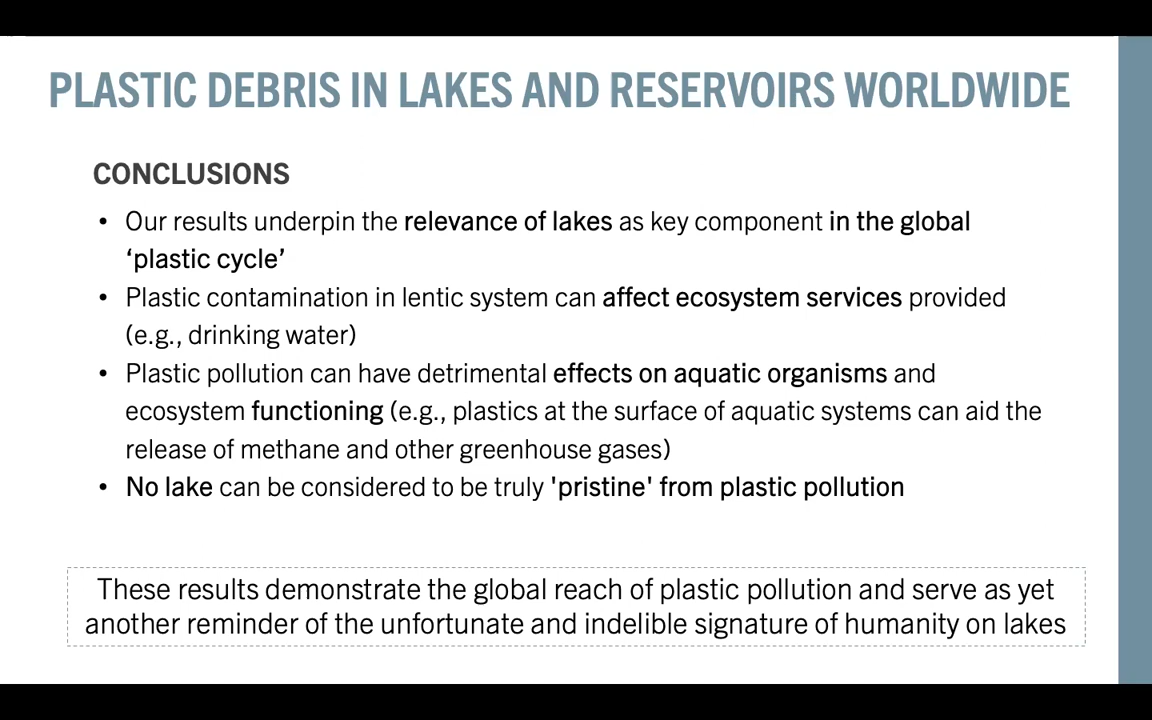 PLASTIC DEBRIS IN LAKES AND RESERVOIRS WORLDWIDE
CONCLUSIONS
• Our results underpin the relevance of lakes as key component in the global
‘plastic cycle’
• Plastic contamination in lentic system can affect ecosystem services provided
(e.g., drinking water)
• Plastic pollution can have detrimental effects on aquatic organisms and
ecosystem functioning (e.g., plastics at the surface of aquatic systems can aid the
release of methane and other greenhouse gases)
• No lake can be considered to be truly 'pristine' from plastic pollution
These results demonstrate the global reach of plastic pollution and serve as yet
another reminder of the unfortunate and indelible signature of humanity on lakes